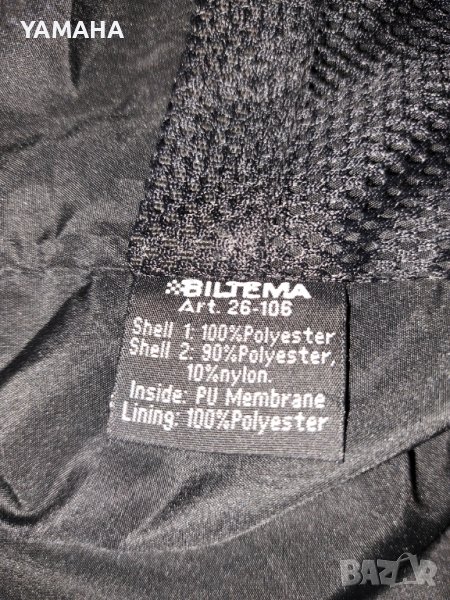 YAMAHA
BILTEMA
Art. 26-106
Shell 1: 100%Polyester
Shell 2: 90%Polyester,
10%nylon.
Inside: PU Membrane
Lining: 100%Polyester
BAZAR